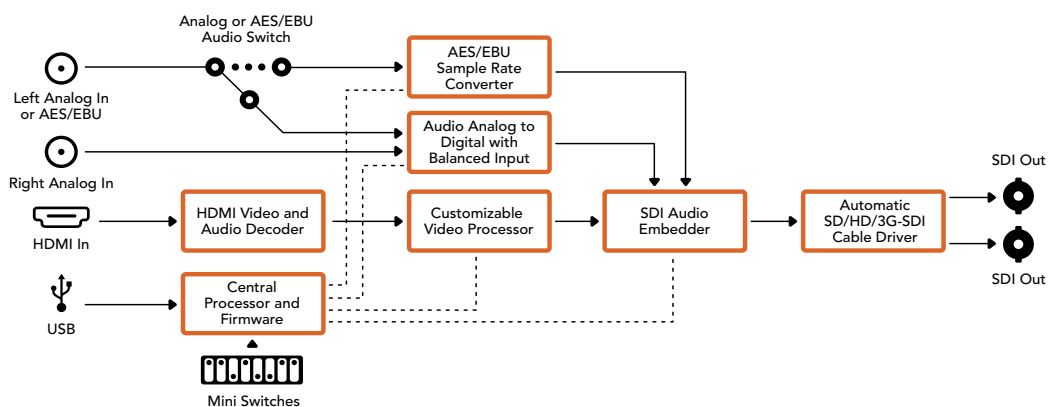 Analog or AES/EBU
Audio Switch
Left Analog In
or AES/EBU
Right Analog In
HDMI In
USB
AES/EBU
Sample Rate
Converter
Audio Analog to
Digital with
Balanced Input
HDMI Video and
Audio Decoder
Customizable
Video Processor
SDI Audio
Embedder
Automatic
SD/HD/3G-SDI
Cable Driver
SDI Out
SDI Out
Central
Processor and
Firmware
Mini Switches